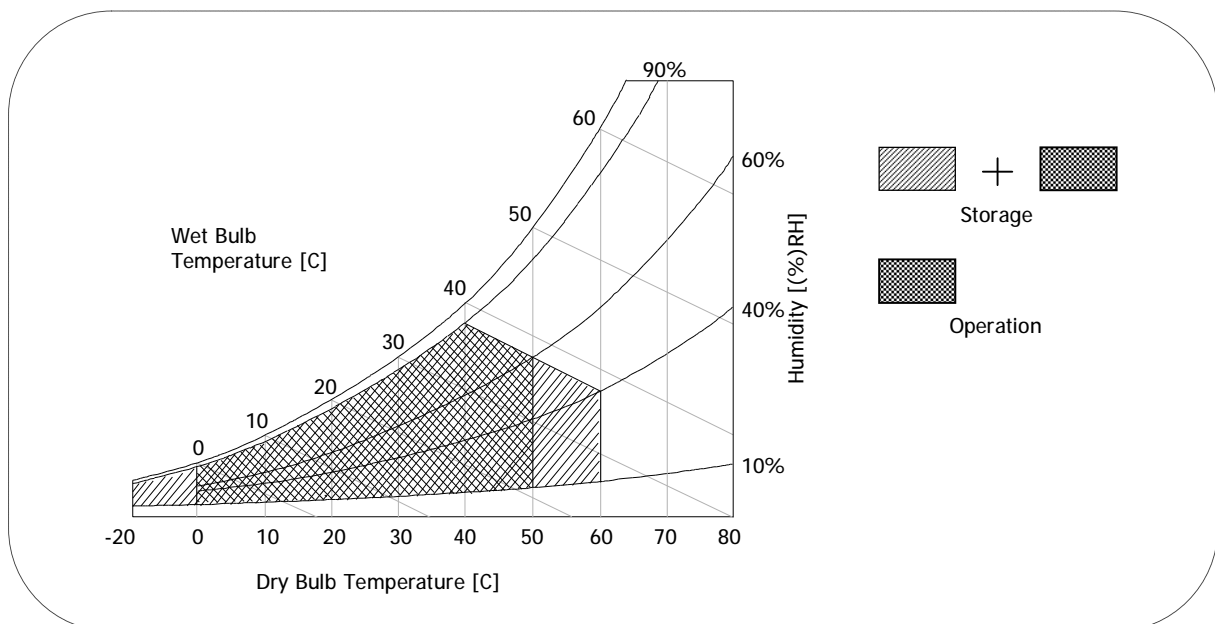 90%
60
60%
50
Wet Bulb
Temperature [C]
40
30
20
10
0
40%
10%
Humidity [(%)RH]
-20 0 10 20 30 40 50 60 70 80
Dry Bulb Temperature [C]
+
Storage
Operation